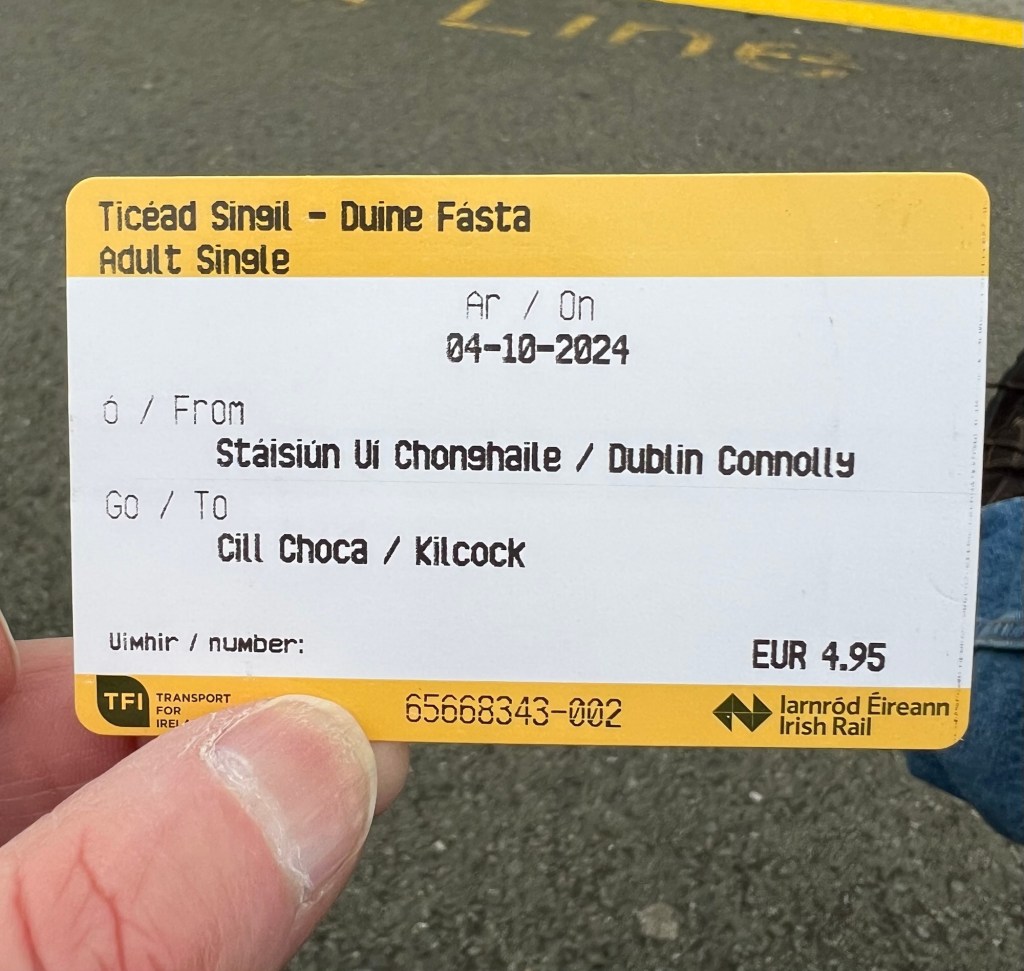 Lines
Ticéad Singil - Duine Fásta
Adult Single
Ar / On
04-10-2024
Ó / From
Stáisiún Uí Chonghaile / Dublin Connolly
Go / To
Cill Choca / Kilcock
Uimhir / number:
EUR 4.95
TFI TRANSPORT
FOR
65668343-002
Iarnród Éireann
Irish Rail